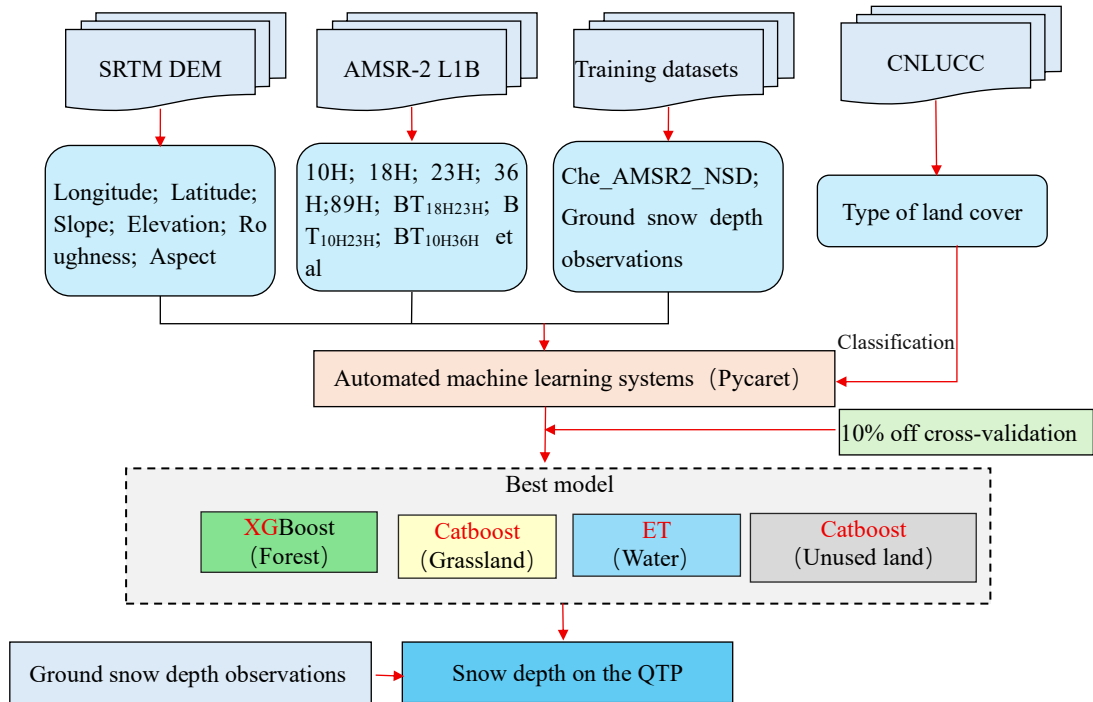 SRTM DEM
AMSR-2 L1B
Training datasets
CNLUCC
Longitude; Latitude;
Slope; Elevation; Ro
ughness; Aspect
10H; 18H; 23H; 36
H;89H; BT18H23H; B
T10H23H; BT10H36H et
al
Che_AMSR2_NSD;
Ground snow depth
observations
Type of land cover
Classification
Automated machine learning systems（Pycaret）
10% off cross-validation
Best model
XGBoost
（Forest）
Catboost
（Grassland）
ET
（Water）
Catboost
（Unused land）
Ground snow depth observations
Snow depth on the QTP